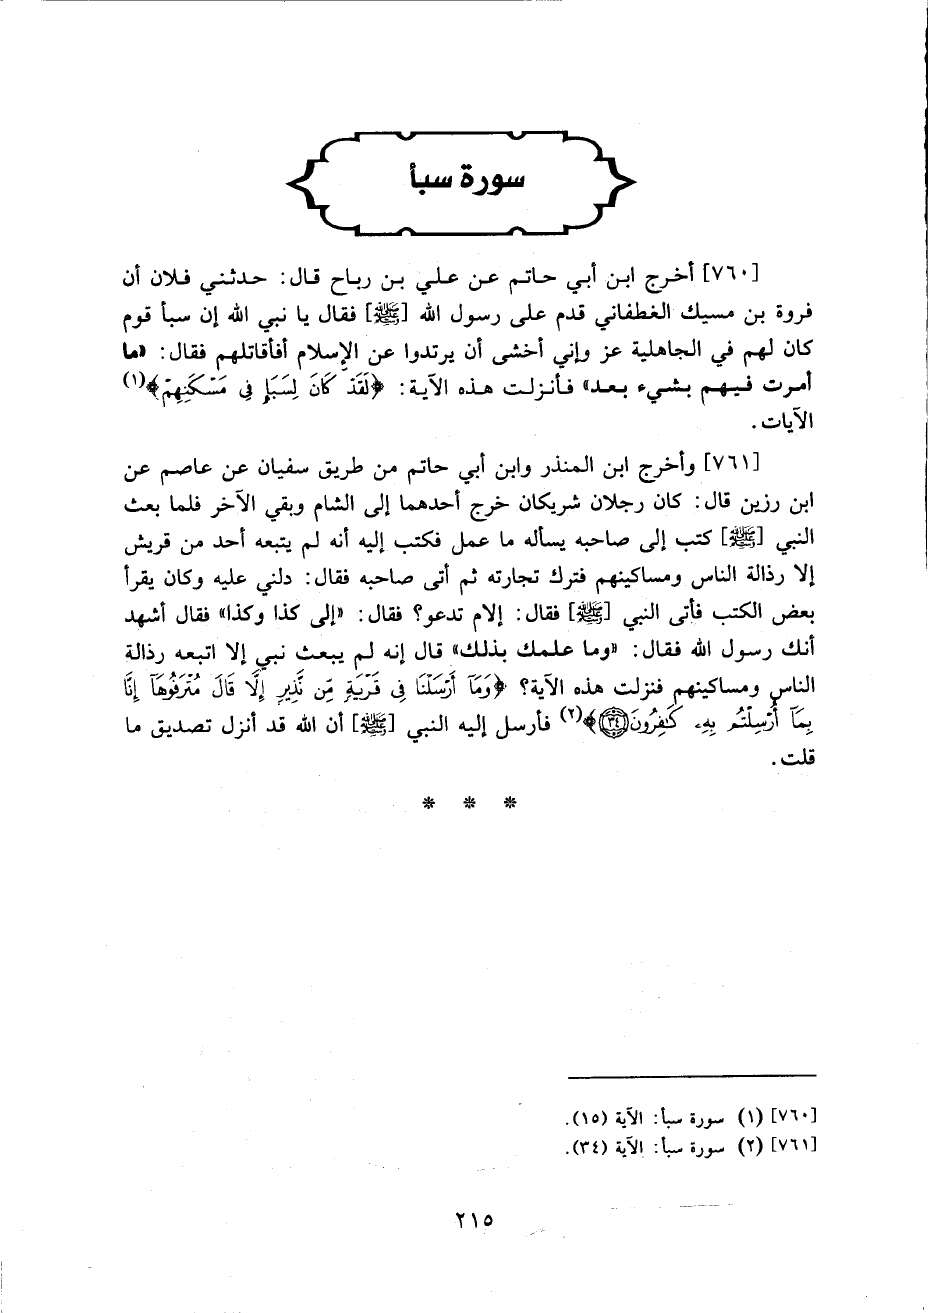 سورة سبأ
[٧٦٠] أخرج ابن أبي حاتم عن علي بن رباح قال: حدثني فلان أن
فروة بن مسيك الغطفاني قدم على رسول الله [ﷺ] فقال يا نبي الله إن سبأ قوم
كان لهم في الجاهلية عز وإني أخشى أن يرتدوا عن الإسلام أفأقاتلهم فقال: «ما
أمرت فيهم بشيء بعد» فأنزلت هذه الآية: ﴿لَقَدْ كَانَ لِسَبَإٍ فِي مَسْكَنِهِمْ﴾(١)
الآيات.
[٧٦١] وأخرج ابن المنذر وابن أبي حاتم من طريق سفيان عن عاصم عن
ابن رزين قال: كان رجلان شريكان خرج أحدهما إلى الشام وبقي الآخر فلما بعث
النبي [ﷺ] كتب إلى صاحبه يسأله ما عمل فكتب إليه أنه لم يتبعه أحد من قريش
إلا رذالة الناس ومساكينهم فترك تجارته ثم أتى صاحبه فقال: دلني عليه وكان يقرأ
بعض الكتب فأتى النبي [ﷺ] فقال: إلام تدعو؟ فقال: «إلى كذا وكذا» فقال أشهد
أنك رسول الله فقال: «وما علمك بذلك» قال إنه لم يبعث نبي إلا اتبعه رذالة
الناس ومساكينهم فنزلت هذه الآية؟ ﴿وَمَآ أَرْسَلْنَا فِي قَرْيَةٍ مِّن نَّذِيرٍ إِلَّا قَالَ مُتْرَفُوهَآ إِنَّا
بِمَآ أُرْسِلْتُم بِهِۦ كَٰفِرُونَ ٣٤﴾(٢) فأرسل إليه النبي [ﷺ] أن الله قد أنزل تصديق ما
قلت.
* * *
[٧٦٠] (١) سورة سبأ: الآية (١٥).
[٧٦١] (٢) سورة سبأ: الآية (٣٤).
٢١٥